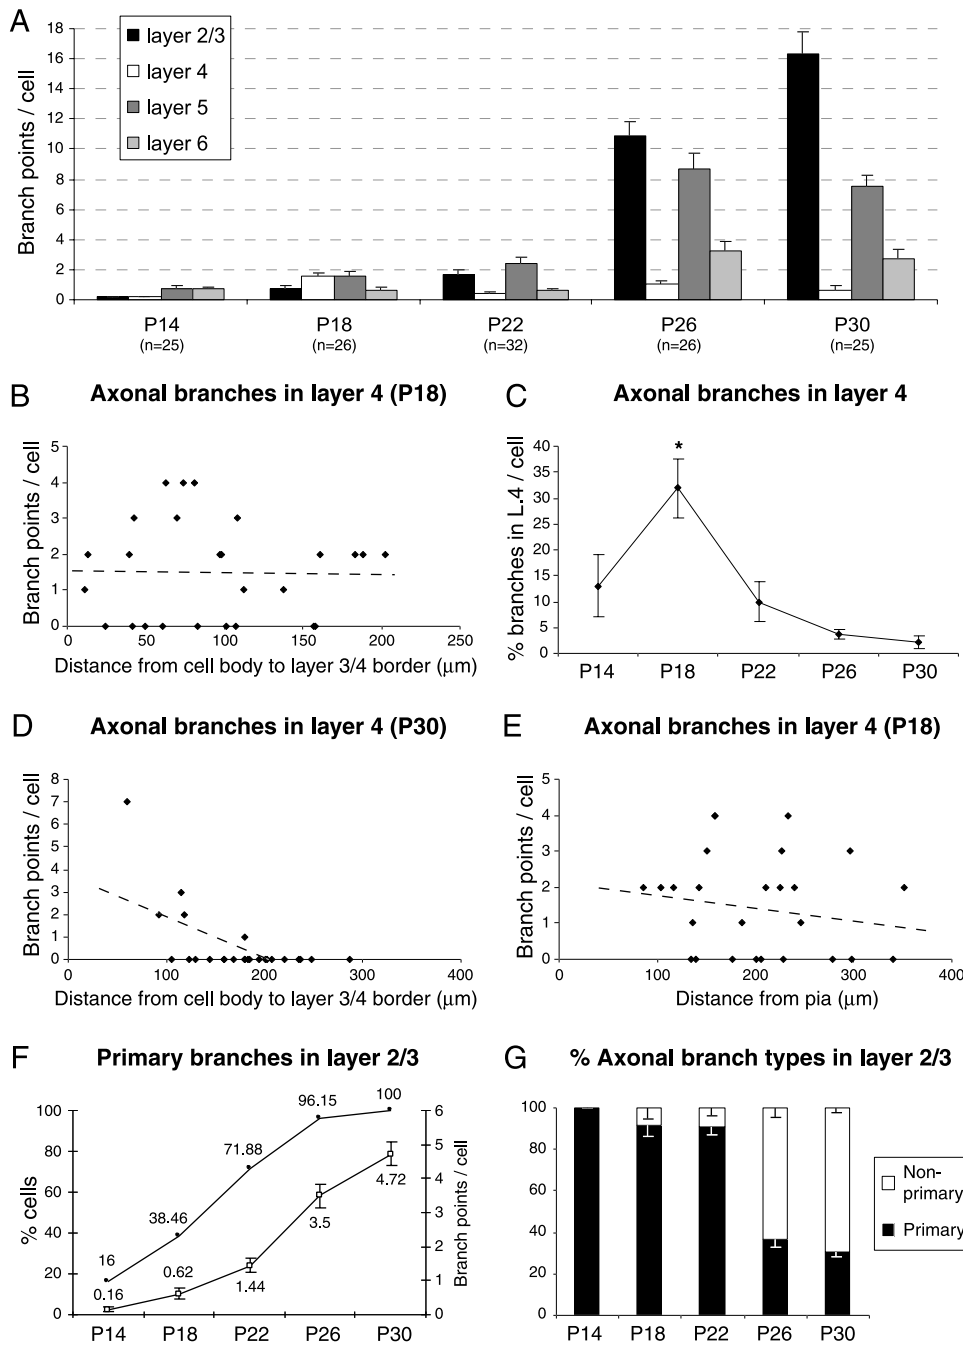 A
Branch points / cell
18
16
14
12
10
8
6
4
2
0
layer 2/3
layer 4
layer 5
layer 6
P14 P18 P22 P26 P30
(n=25) (n=26) (n=32) (n=26) (n=25)
B Axonal branches in layer 4 (P18)
Branch points / cell
5
4
3
2
1
0
0 50 100 150 200 250
Distance from cell body to layer 3/4 border (μm)
C Axonal branches in layer 4
% branches in L.4 / cell
40
35
30
25
20
15
10
5
0
*
P14 P18 P22 P26 P30
D Axonal branches in layer 4 (P30)
Branch points / cell
8
7
6
5
4
3
2
1
0
0 100 200 300 400
Distance from cell body to layer 3/4 border (μm)
E Axonal branches in layer 4 (P18)
Branch points / cell
5
4
3
2
1
0
0 100 200 300 400
Distance from pia (μm)
F Primary branches in layer 2/3
% cells
100
80
60
40
20
0
16
38.46
71.88
96.15
100
0.16
0.62
1.44
3.5
4.72
6
5
4
3
2
1
0
Branch points / cell
P14 P18 P22 P26 P30
G % Axonal branch types in layer 2/3
100
80
60
40
20
0
P14 P18 P22 P26 P30
Non-
primary
Primary